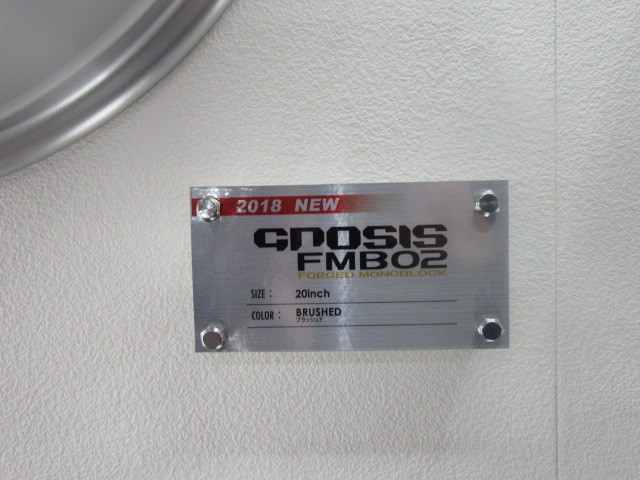 2018 NEW
GNOSIS
FMB02
FORGED MONOBLOCK
SIZE : 20inch
COLOR : BRUSHED
ブラッシュド